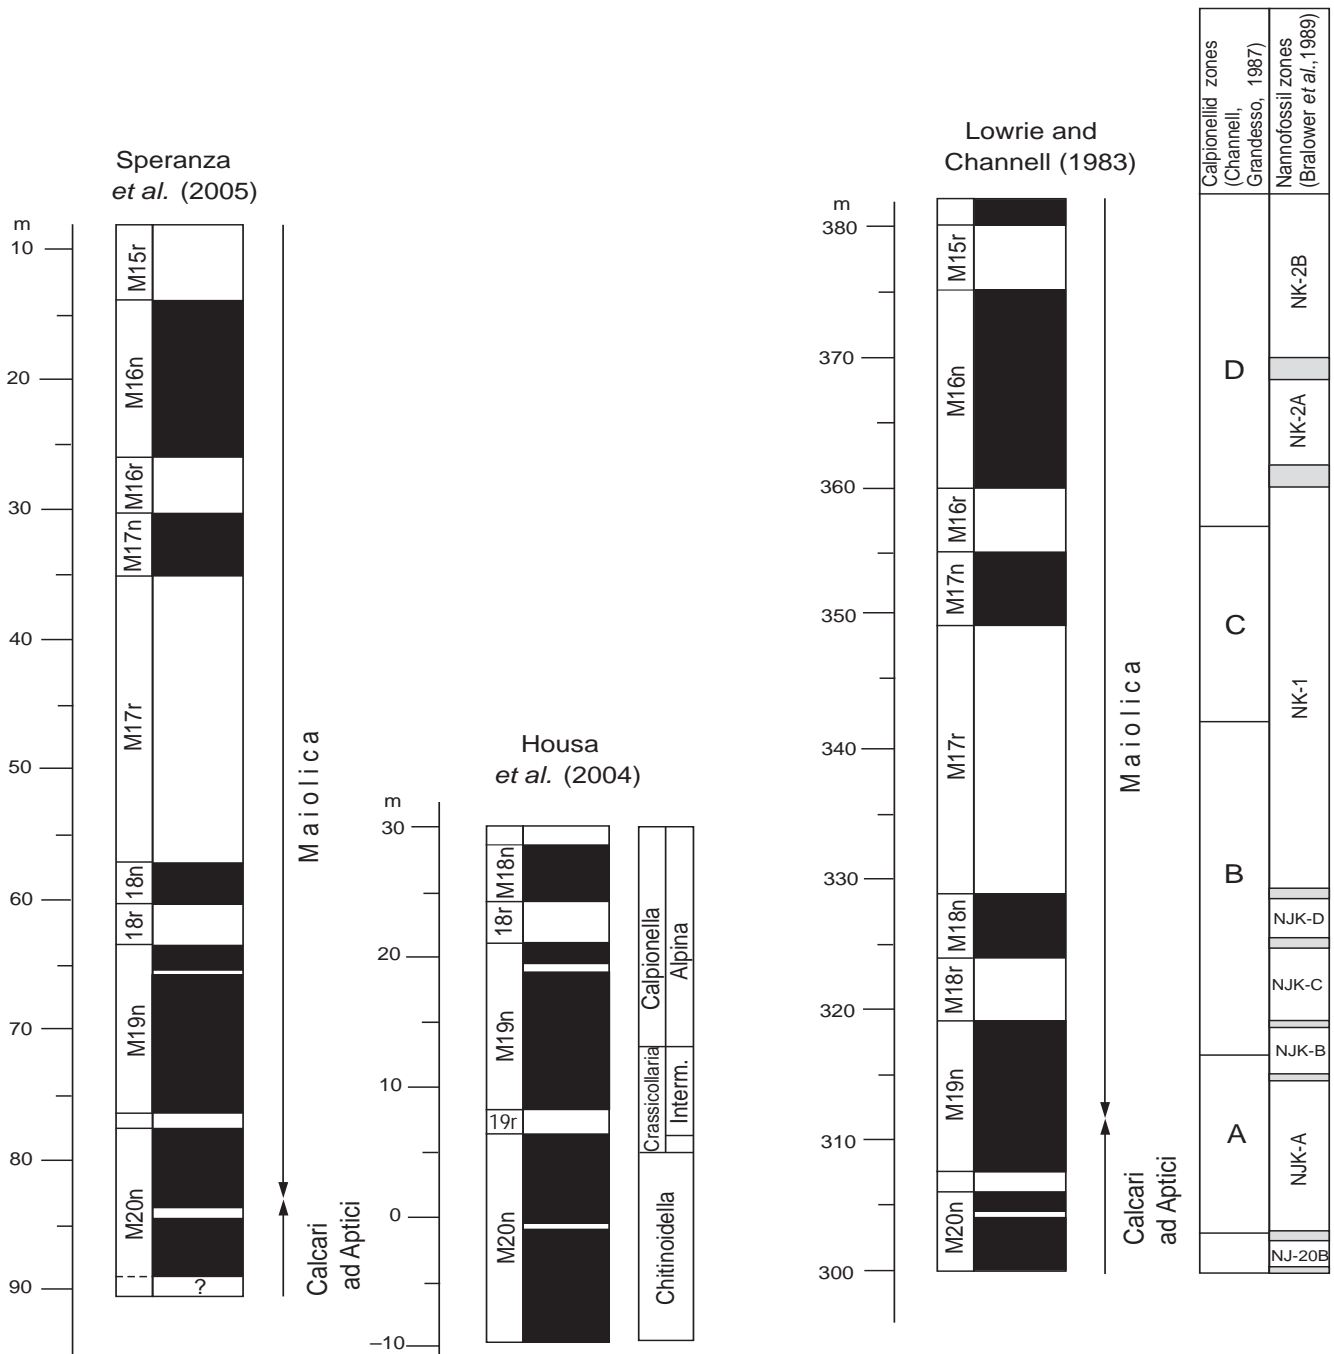 Speranza
et al. (2005)
m
10
20
30
40
50
60
70
80
90
M15r
M16n
M16r
M17n
M17r
18n
18r
M19n
M20n
?
Maiolica
Calcari
ad Aptici
Housa
et al. (2004)
m
30
20
10
0
–10
M18n
18r
M19n
19r
M20n
Calpionella
Alpina
Crassicollaria
Interm.
Chitinoidella
Lowrie and
Channell (1983)
m
380
370
360
350
340
330
320
310
300
M15r
M16n
M16r
M17n
M17r
M18n
M18r
M19n
M20n
Maiolica
Calcari
ad Aptici
Calpionellid zones
(Channell,
Grandesso, 1987)
D
C
B
A
Nannofossil zones
(Bralower et al.,1989)
NK-2B
NK-2A
NK-1
NJK-D
NJK-C
NJK-B
NJK-A
NJ-20B